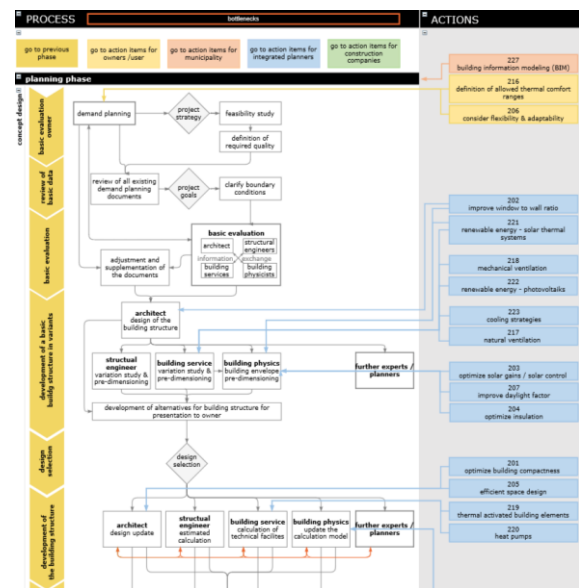 PROCESS
bottlenecks
ACTIONS
go to previous
phase
go to action items for
owners /user
go to action items for
municipality
go to action items for
integrated planners
go to action items for
construction
companies
planning phase
concept design
basic evaluation
owner
demand planning
project
strategy
feasibility study
definition of
required quality
review of
basic data
review of all existing
demand planning
documents
project
goals
clarify boundary
conditions
basic evaluation
adjustment and
supplementation of
the documents
basic evaluation
architect
structural
engineers
information exchange
building
services
building
physicists
development of a basic
buildg structure in variants
architect
design of the
building structure
structual
engineer
variation study &
pre-dimensioning
building service
variation study &
pre-dimensioning
building physics
building envelope
pre-dimensioning
further experts /
planners
development of alternatives for building structure for
presentation to owner
design
selection
design
selection
development of
the building structure
architect
design update
structual
engineer
estimated
calculation
building service
calculation of
technical facilites
building physics
update the
calculation model
further experts /
planners
227
building information modeling (BIM)
216
definition of allowed thermal comfort
ranges
206
consider flexibility & adaptability
202
improve window to wall ratio
221
renewable energy - solar thermal
systems
218
mechanical ventilation
222
renewable energy - photovoltaiks
223
cooling strategies
217
natural ventilation
203
optimize solar gains / solar control
207
improve daylight factor
204
optimize insulation
201
optimize building compactness
205
efficient space design
219
thermal activated building elements
220
heat pumps